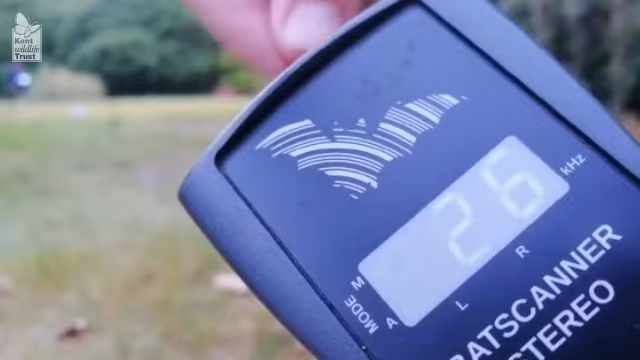 Kent
Wildlife
Trust
26 kHz
MODE M
A
L
R
BATSCANNER
STEREO